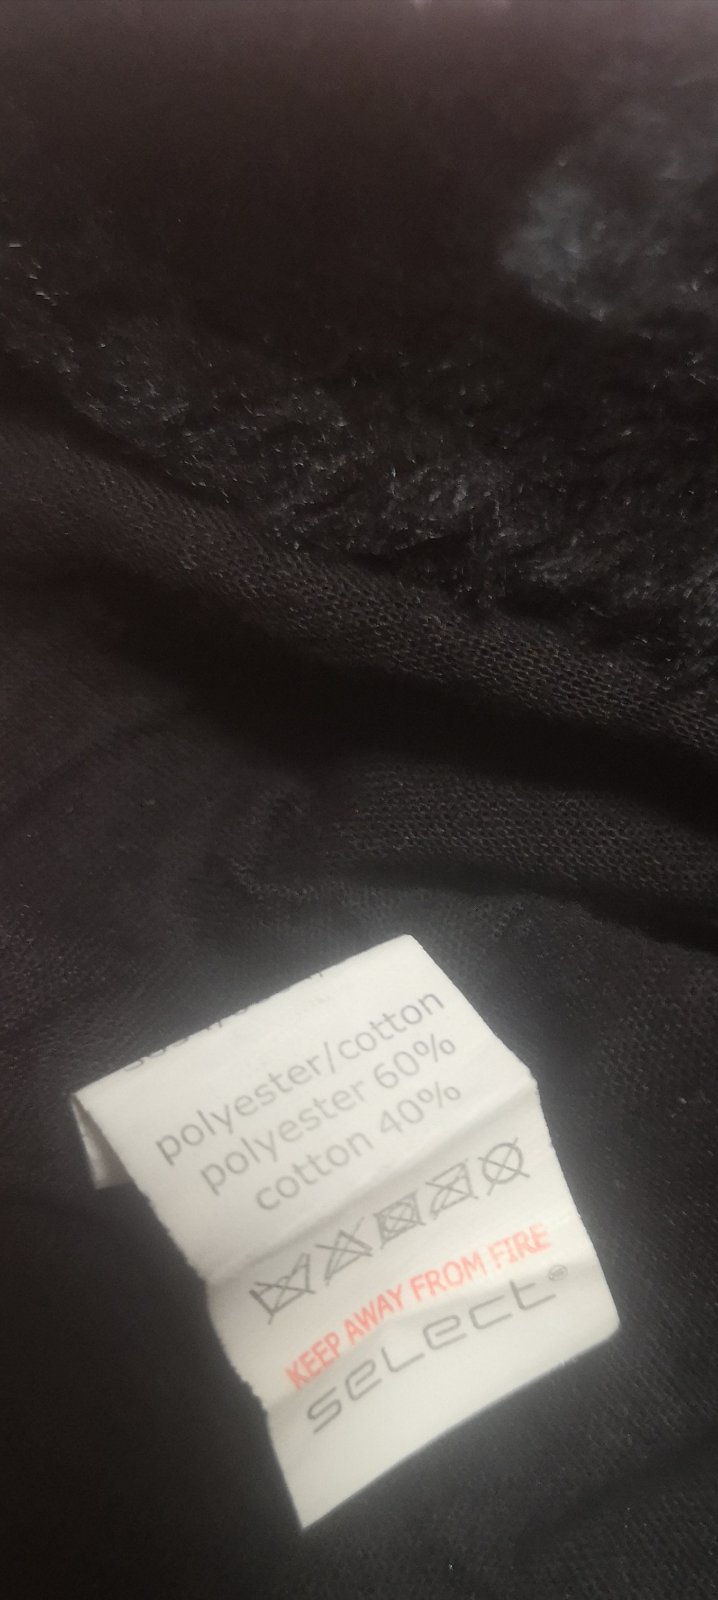 polyester/cotton
polyester 60%
cotton 40%
KEEP AWAY FROM FIRE
select